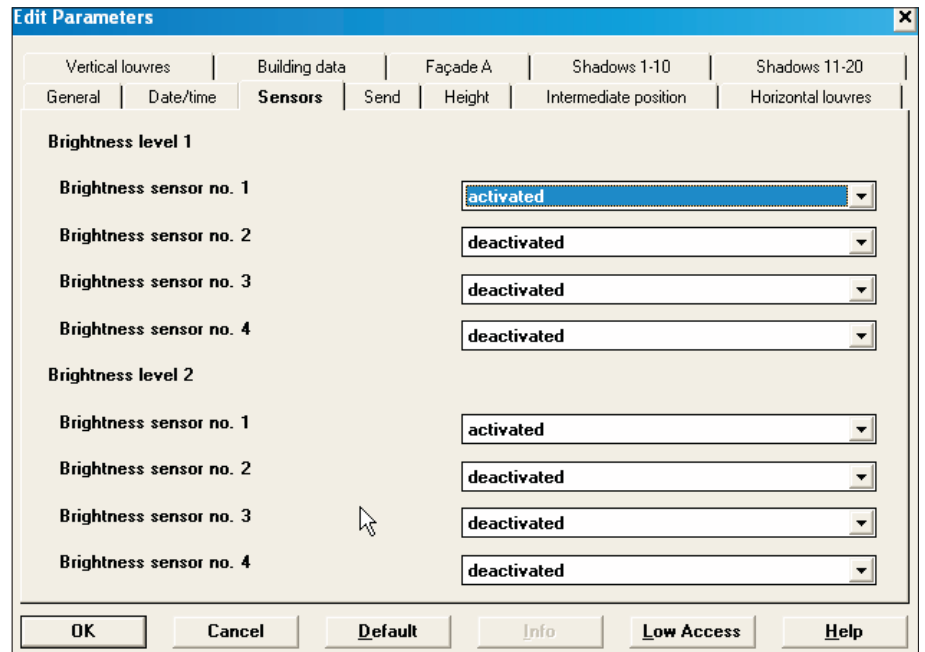 Edit Parameters
Vertical louvres Building data Façade A Shadows 1-10 Shadows 11-20
General Date/time Sensors Send Height Intermediate position Horizontal louvres
Brightness level 1
Brightness sensor no. 1 activated
Brightness sensor no. 2 deactivated
Brightness sensor no. 3 deactivated
Brightness sensor no. 4 deactivated
Brightness level 2
Brightness sensor no. 1 activated
Brightness sensor no. 2 deactivated
Brightness sensor no. 3 deactivated
Brightness sensor no. 4 deactivated
OK Cancel Default Info Low Access Help